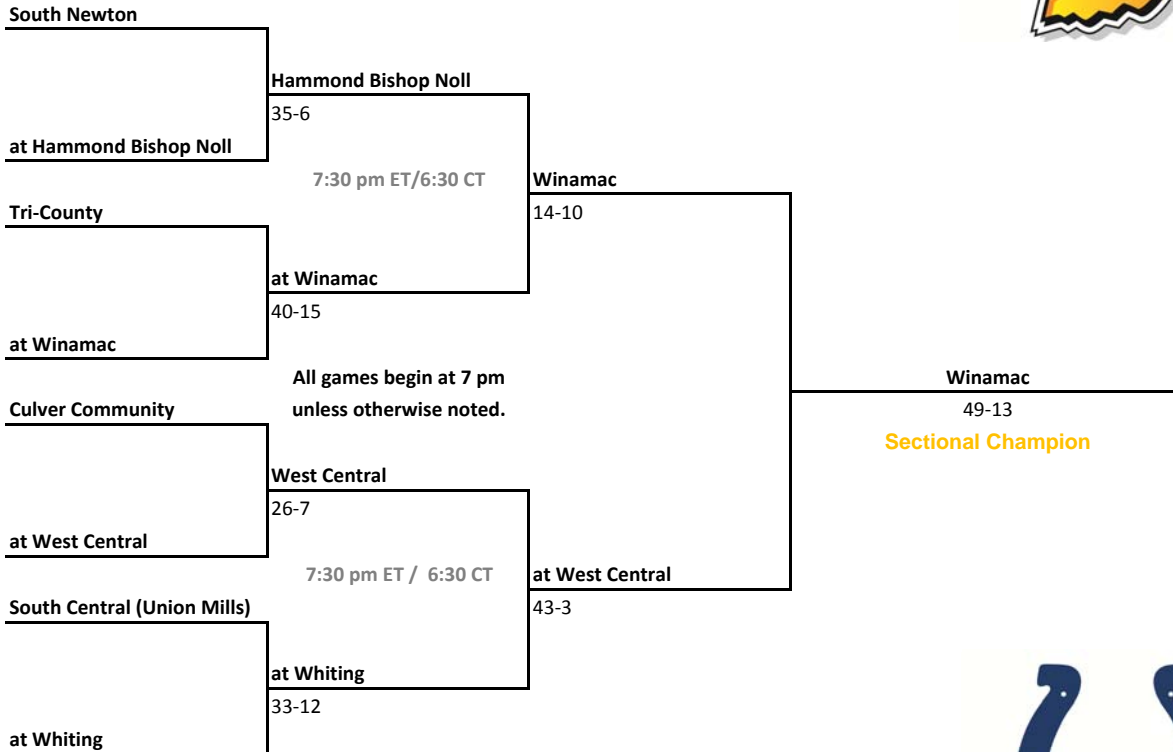 South Newton
Hammond Bishop Noll
35-6
at Hammond Bishop Noll
7:30 pm ET/6:30 CT
Winamac
Tri-County
14-10
at Winamac
40-15
at Winamac
All games begin at 7 pm
unless otherwise noted.
Winamac
Culver Community
49-13
Sectional Champion
West Central
26-7
at West Central
7:30 pm ET / 6:30 CT
at West Central
South Central (Union Mills)
43-3
at Whiting
33-12
at Whiting